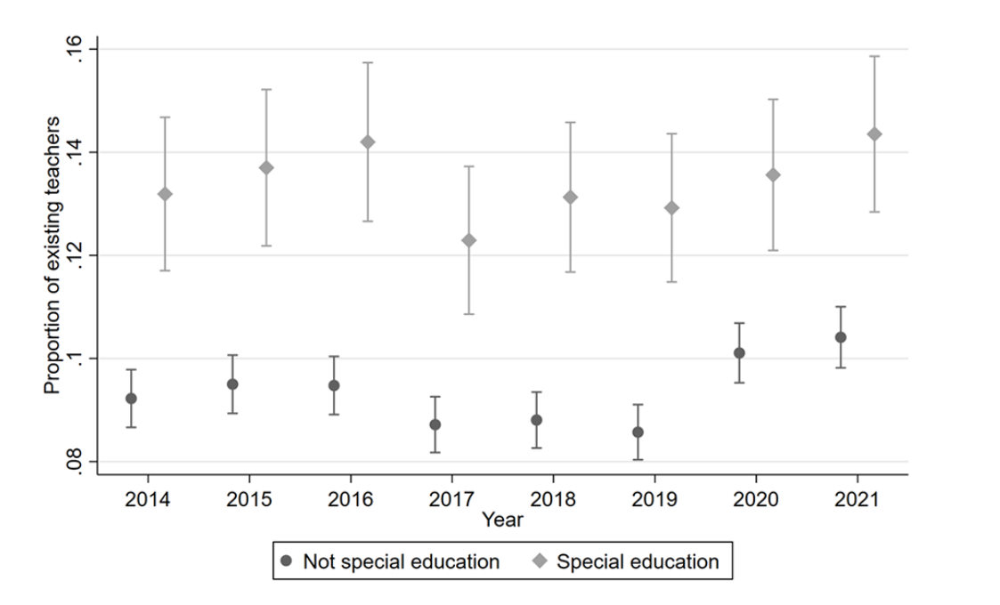 Proportion of existing teachers
.16
.14
.12
.1
.08
2014 2015 2016 2017 2018 2019 2020 2021
Year
Not special education Special education